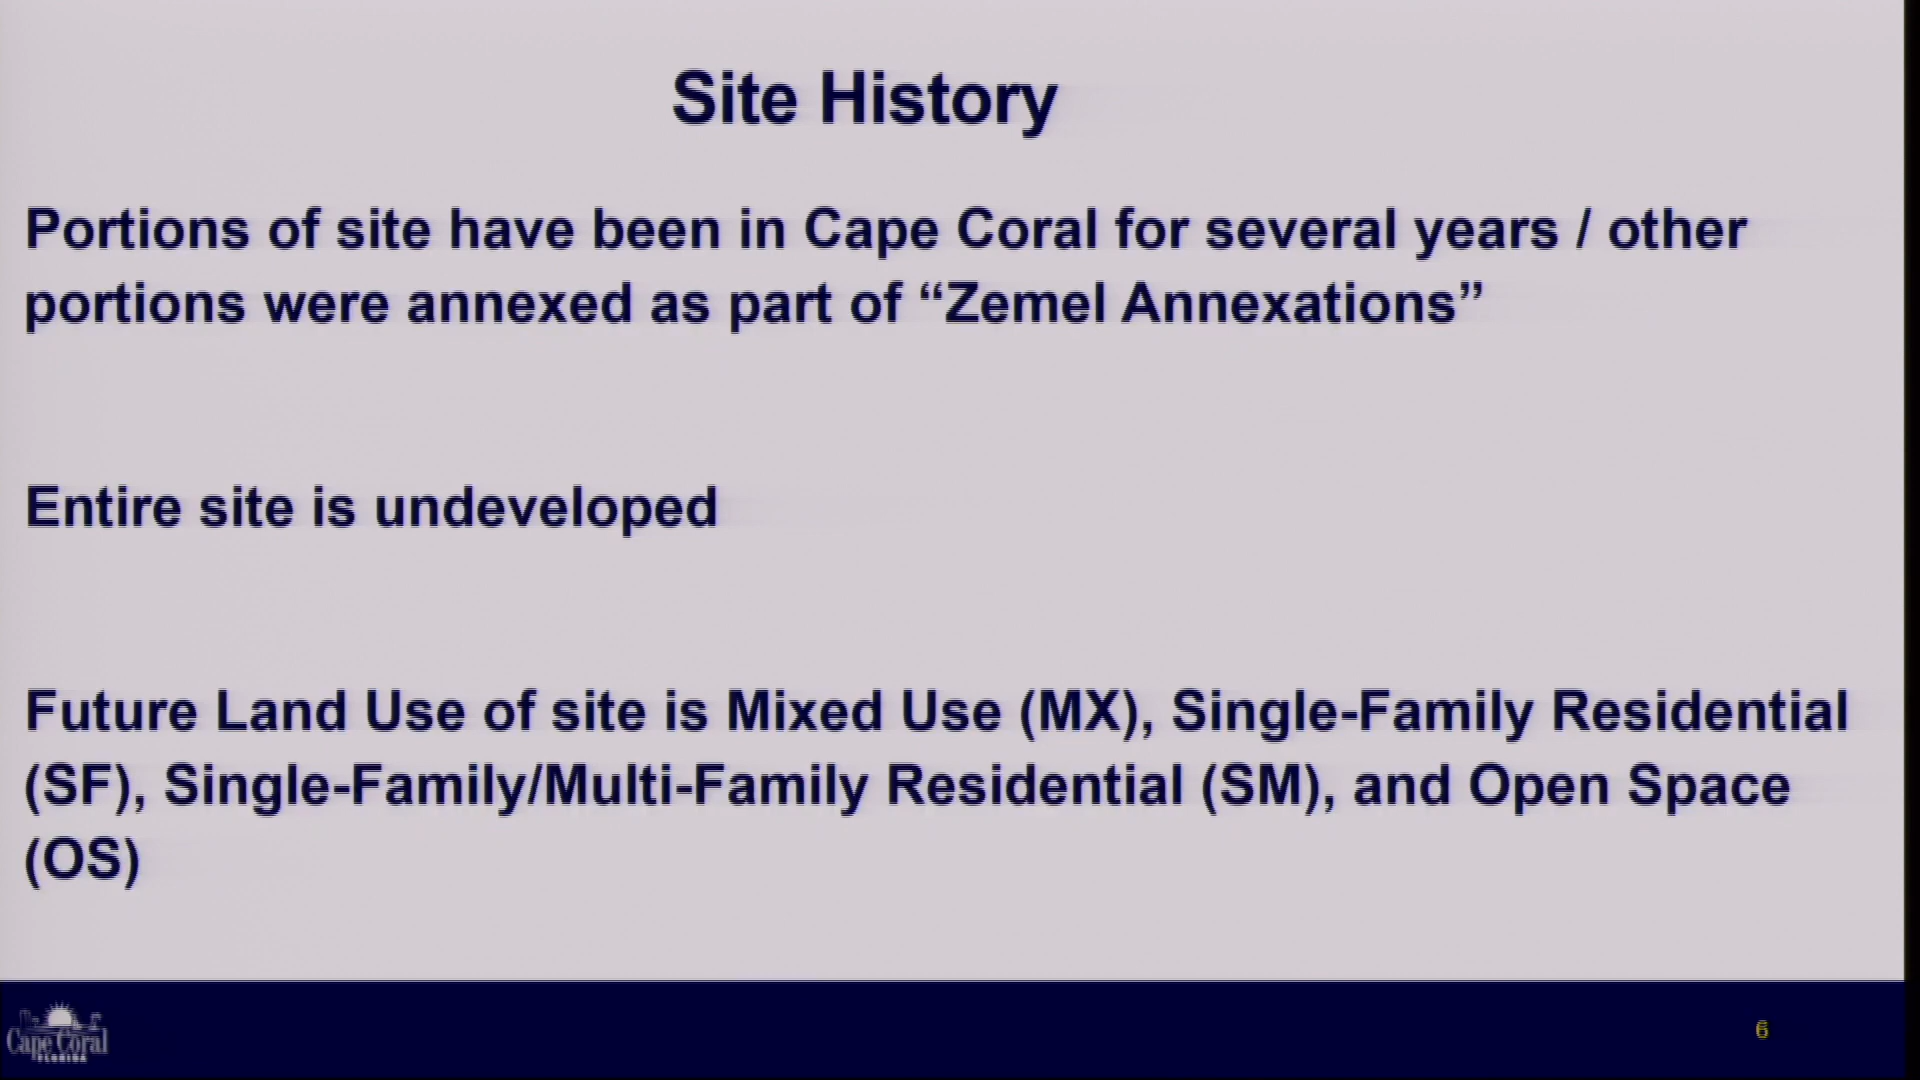 Site History
Portions of site have been in Cape Coral for several years / other
portions were annexed as part of “Zemel Annexations”
Entire site is undeveloped
Future Land Use of site is Mixed Use (MX), Single-Family Residential
(SF), Single-Family/Multi-Family Residential (SM), and Open Space
(OS)
Cape Coral
FLORIDA
6